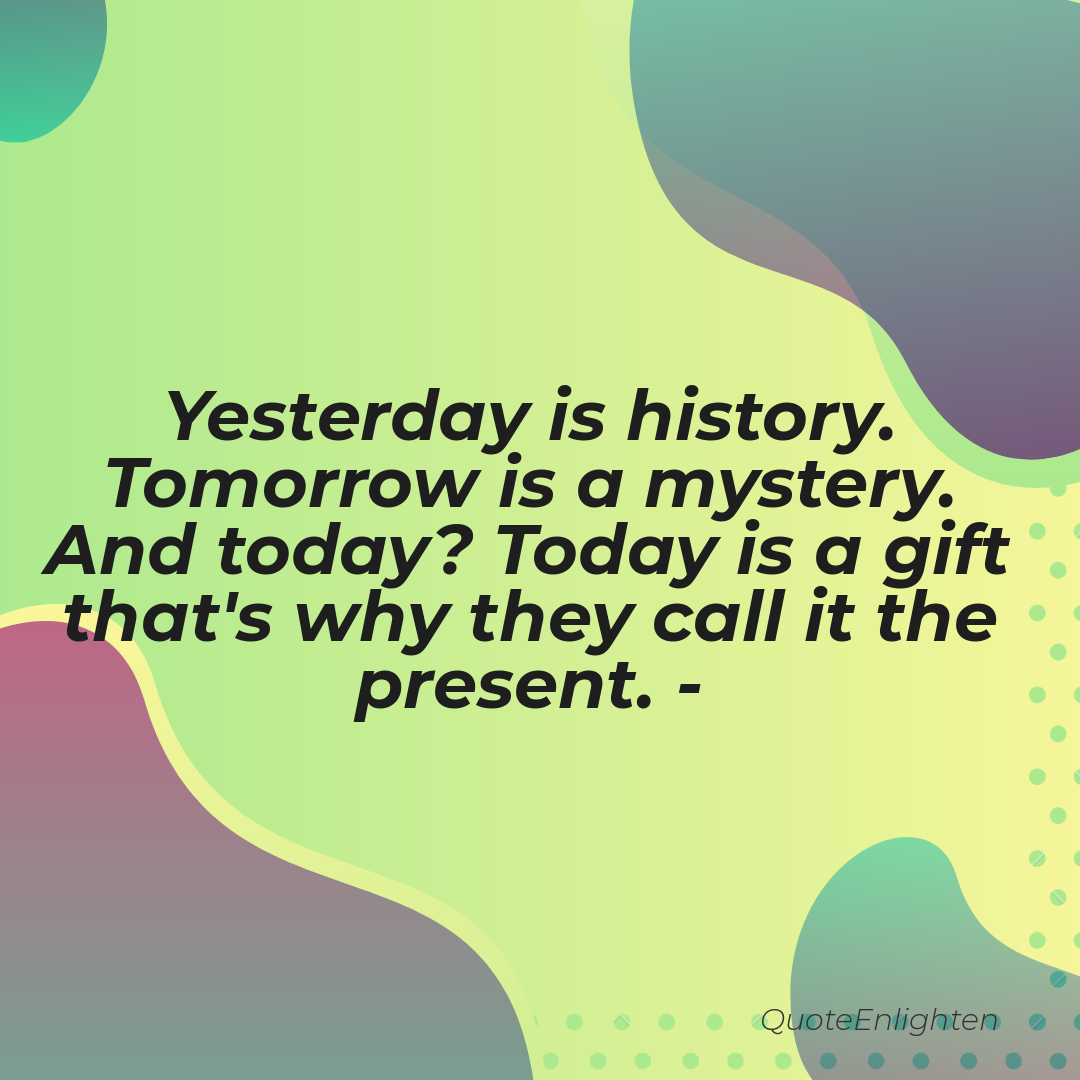 Yesterday is history.
Tomorrow is a mystery.
And today? Today is a gift
that's why they call it the
present. -
QuoteEnlighten